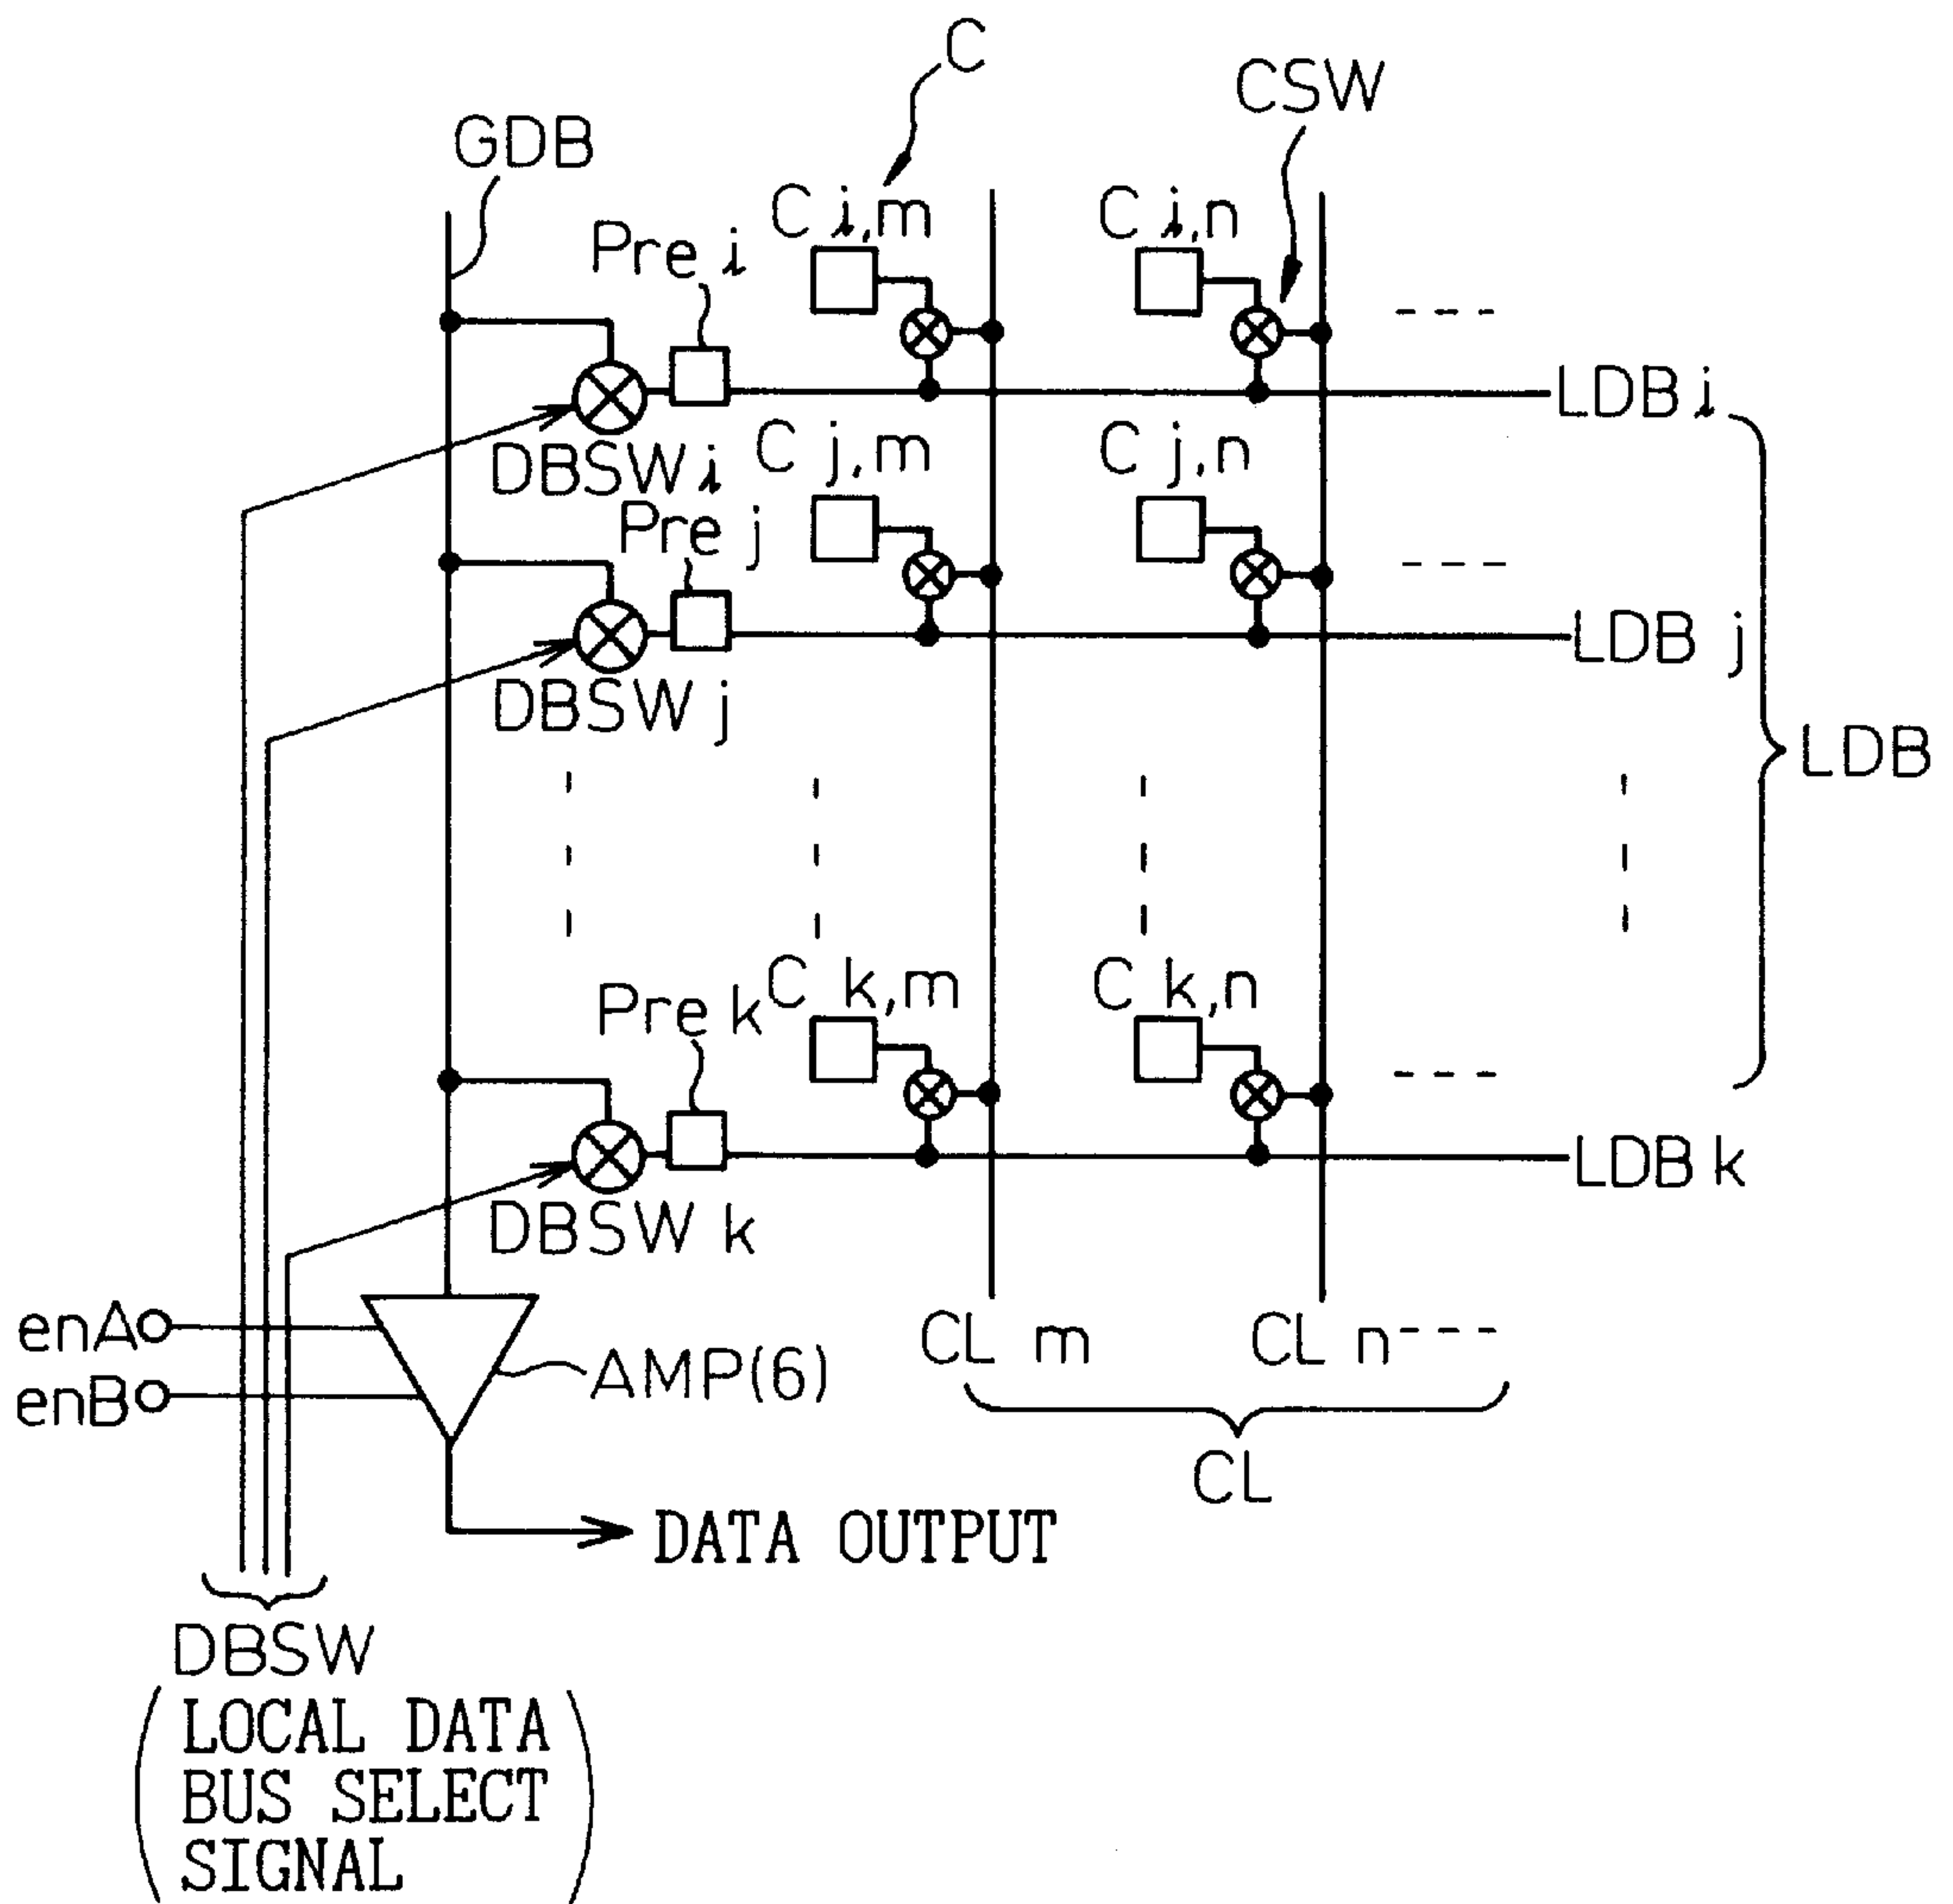 C
CSW
GDB
C i,m
C i,n
Pre i
LDB i
DBSW i
C j,m
C j,n
Pre j
LDB j
DBSW j
LDB
C k,m
C k,n
Pre k
LDB k
DBSW k
enA
enB
AMP(6)
CL m
CL n
CL
DATA OUTPUT
DBSW
LOCAL DATA
BUS SELECT
SIGNAL